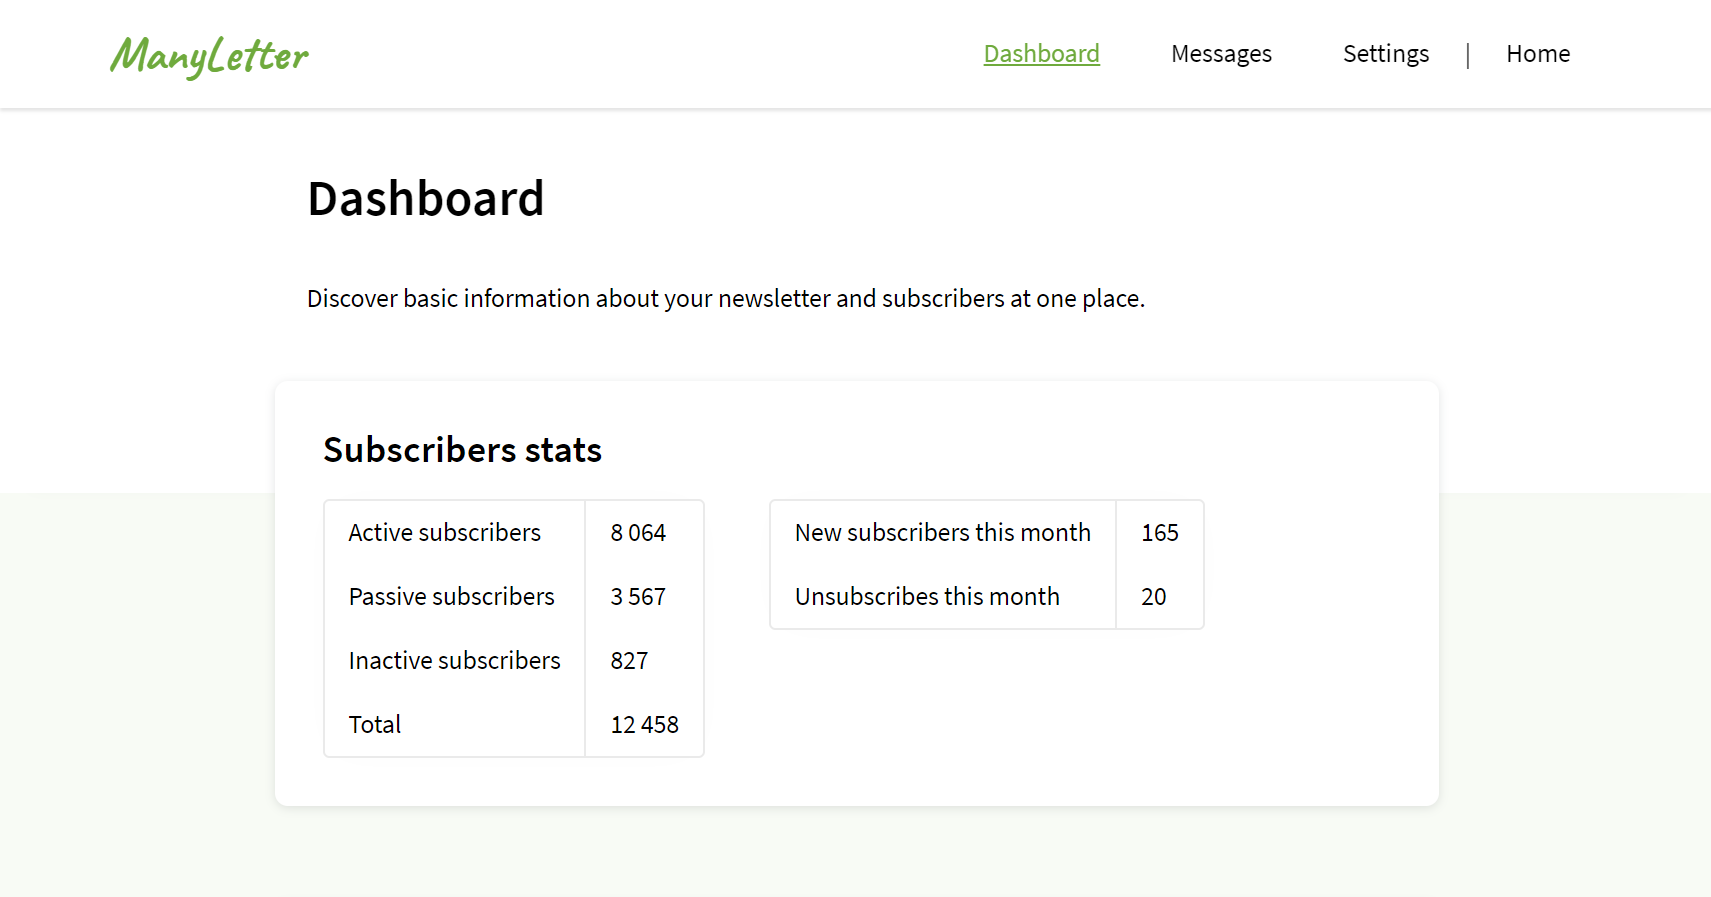 ManyLetter
Dashboard Messages Settings | Home
Dashboard
Discover basic information about your newsletter and subscribers at one place.
Subscribers stats
Active subscribers 8 064
Passive subscribers 3 567
Inactive subscribers 827
Total 12 458
New subscribers this month 165
Unsubscribes this month 20